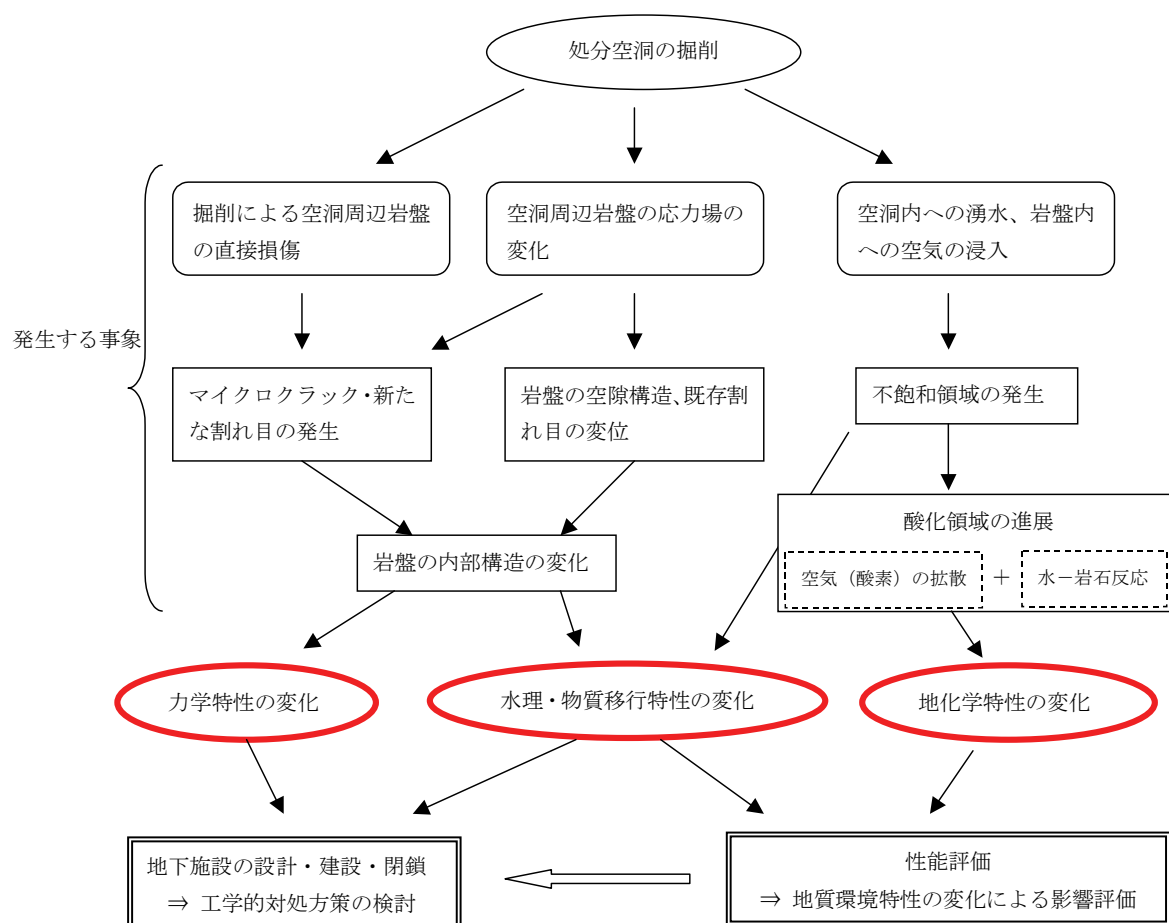 処分空洞の掘削
掘削による空洞周辺岩盤
の直接損傷
空洞周辺岩盤の応力場の
変化
空洞内への湧水、岩盤内
への空気の浸入
発生する事象
マイクロクラック・新た
な割れ目の発生
岩盤の空隙構造、既存割
れ目の変位
不飽和領域の発生
酸化領域の進展
空気（酸素）の拡散 ＋ 水－岩石反応
岩盤の内部構造の変化
力学特性の変化
水理・物質移行特性の変化
地化学特性の変化
地下施設の設計・建設・閉鎖
⇒ 工学的対処方策の検討
性能評価
⇒ 地質環境特性の変化による影響評価